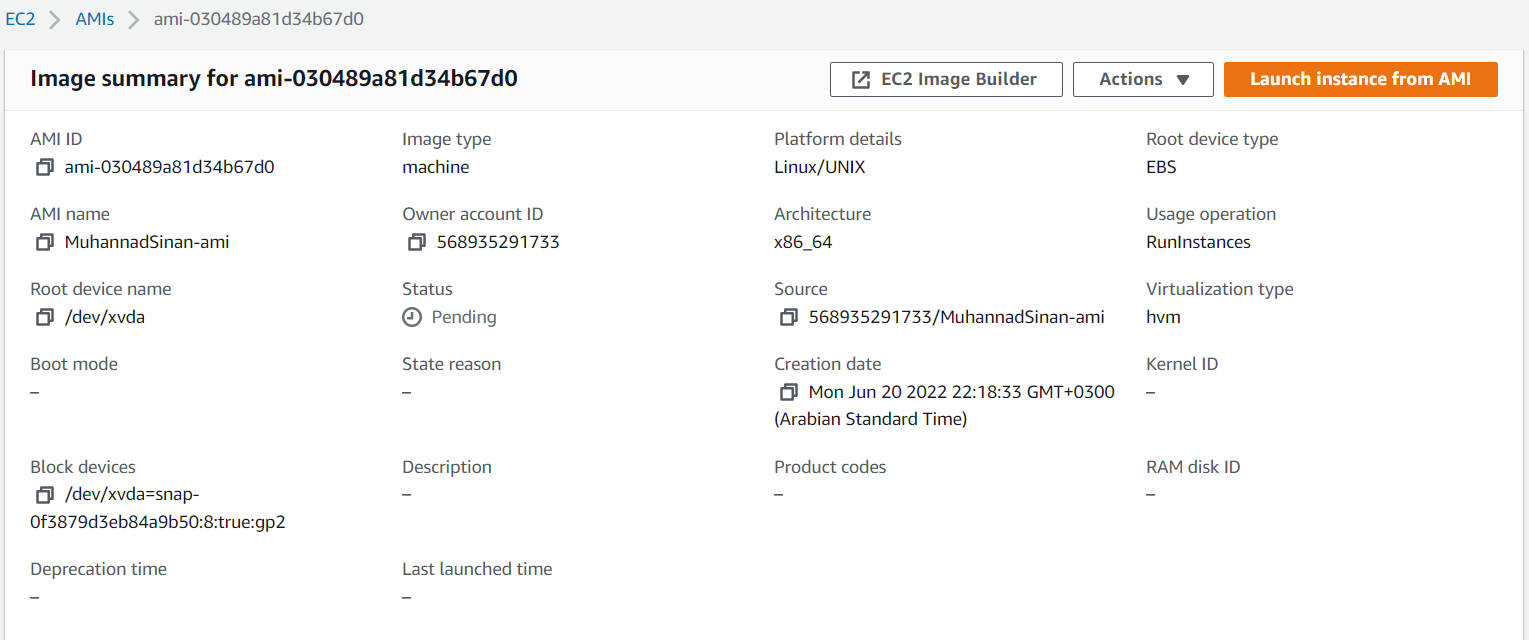 EC2 > AMIs > ami-030489a81d34b67d0
Image summary for ami-030489a81d34b67d0
EC2 Image Builder
Actions
Launch instance from AMI
AMI ID
ami-030489a81d34b67d0
Image type
machine
Platform details
Linux/UNIX
Root device type
EBS
AMI name
MuhannadSinan-ami
Owner account ID
568935291733
Architecture
x86_64
Usage operation
RunInstances
Root device name
/dev/xvda
Status
Pending
Source
568935291733/MuhannadSinan-ami
Virtualization type
hvm
Boot mode
–
State reason
–
Creation date
Mon Jun 20 2022 22:18:33 GMT+0300
(Arabian Standard Time)
Kernel ID
–
Block devices
/dev/xvda=snap-
0f3879d3eb84a9b50:8:true:gp2
Description
–
Product codes
–
RAM disk ID
–
Deprecation time
–
Last launched time
–